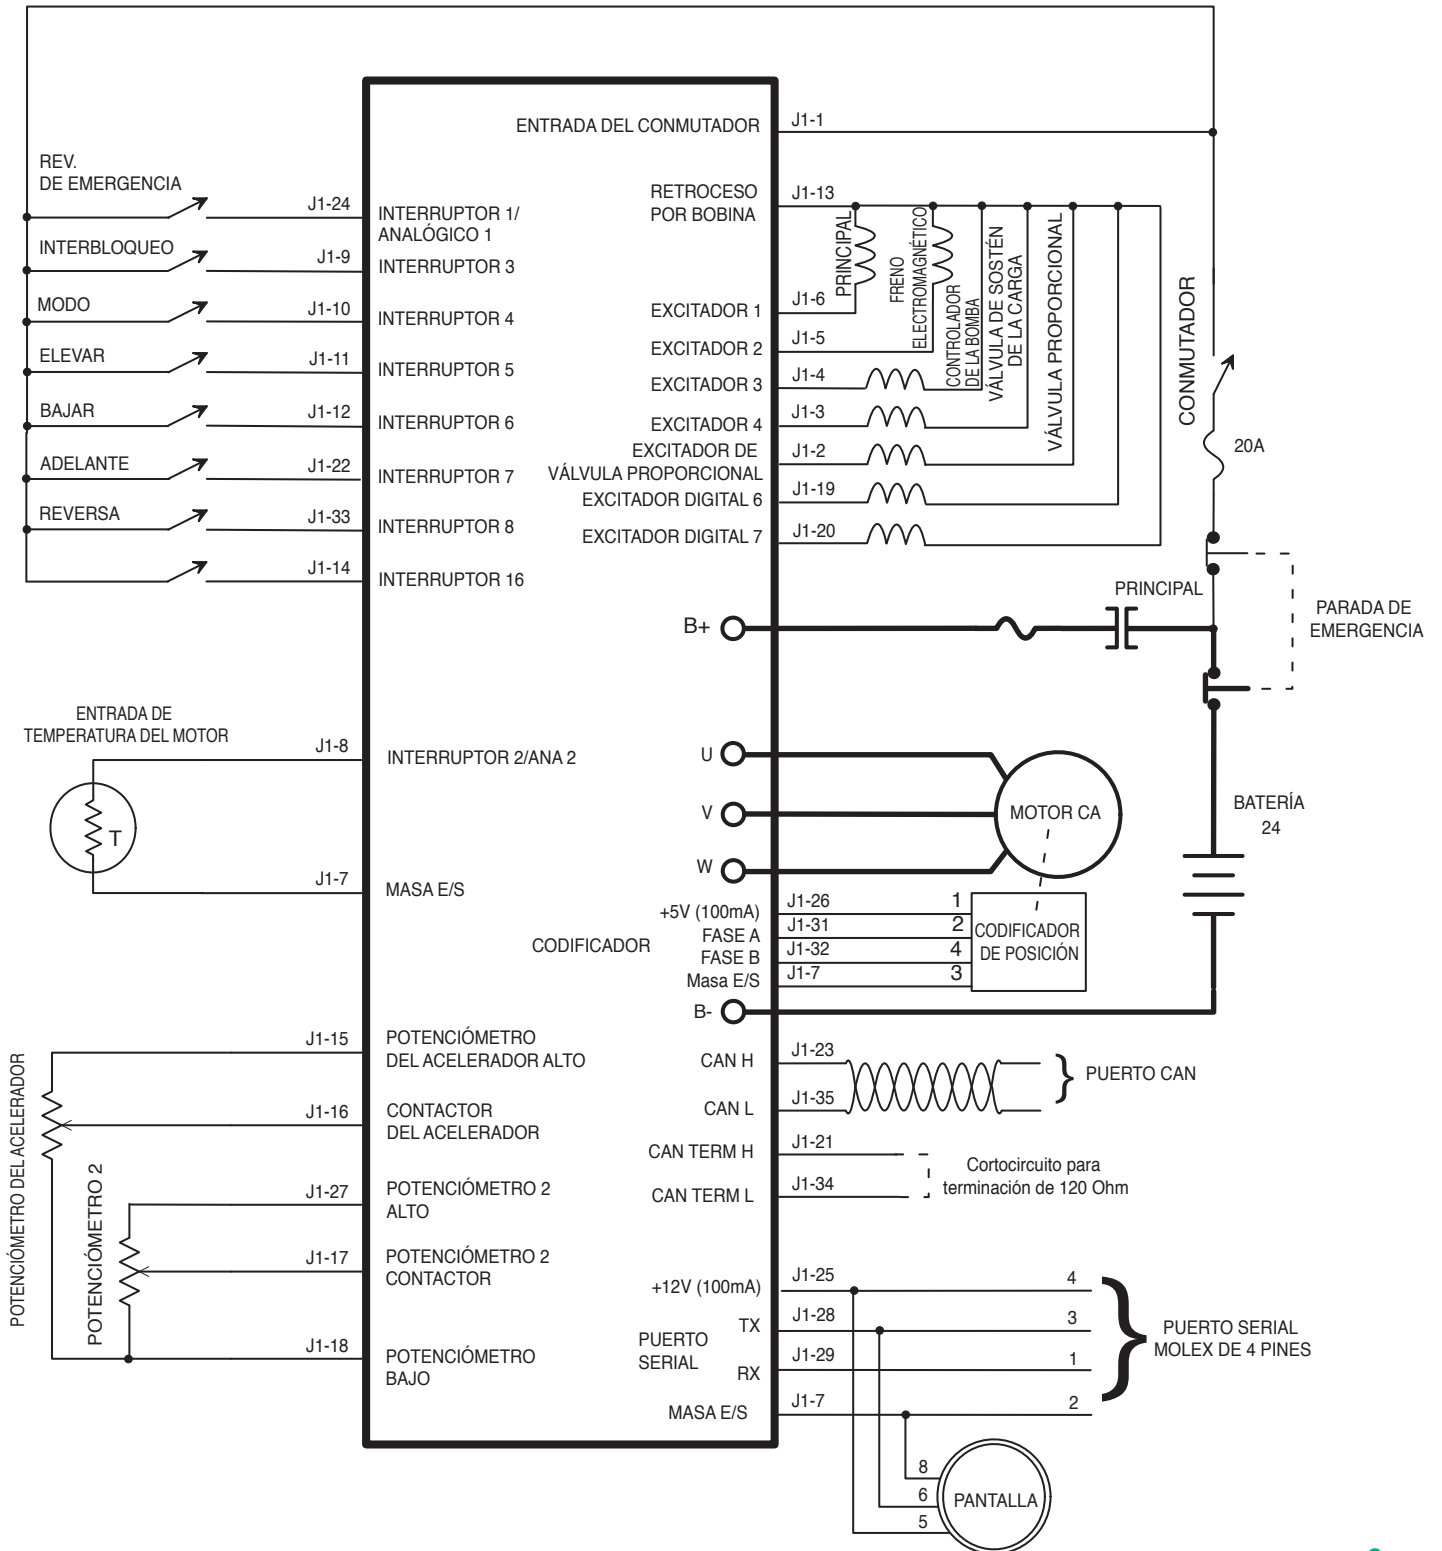 ENTRADA DEL CONMUTADOR
J1-1
REV.
DE EMERGENCIA
J1-24
INTERRUPTOR 1/
ANALÓGICO 1
INTERBLOQUEO
J1-9
INTERRUPTOR 3
MODO
J1-10
INTERRUPTOR 4
ELEVAR
J1-11
INTERRUPTOR 5
BAJAR
J1-12
INTERRUPTOR 6
ADELANTE
J1-22
INTERRUPTOR 7
REVERSA
J1-33
INTERRUPTOR 8
J1-14
INTERRUPTOR 16
RETROCESO
POR BOBINA
J1-13
PRINCIPAL
FRENO
ELECTROMAGNÉTICO
CONTROLADOR
DE LA BOMBA
VÁLVULA DE SOSTÉN
DE LA CARGA
VÁLVULA PROPORCIONAL
EXCITADOR 1
J1-6
EXCITADOR 2
J1-5
EXCITADOR 3
J1-4
EXCITADOR 4
J1-3
EXCITADOR DE
VÁLVULA PROPORCIONAL
J1-2
EXCITADOR DIGITAL 6
J1-19
EXCITADOR DIGITAL 7
J1-20
CONMUTADOR
20A
B+
PRINCIPAL
PARADA DE
EMERGENCIA
ENTRADA DE
TEMPERATURA DEL MOTOR
J1-8
INTERRUPTOR 2/ANA 2
T
J1-7
MASA E/S
U
V
W
MOTOR CA
BATERÍA
24
CODIFICADOR
+5V (100mA)
J1-26
1
FASE A
J1-31
2
FASE B
J1-32
4
Masa E/S
J1-7
3
CODIFICADOR
DE POSICIÓN
B-
POTENCIÓMETRO DEL ACELERADOR
J1-15
POTENCIÓMETRO
DEL ACELERADOR ALTO
J1-16
CONTACTOR
DEL ACELERADOR
POTENCIÓMETRO 2
J1-27
POTENCIÓMETRO 2
ALTO
J1-17
POTENCIÓMETRO 2
CONTACTOR
J1-18
POTENCIÓMETRO
BAJO
CAN H
J1-23
CAN L
J1-35
PUERTO CAN
CAN TERM H
J1-21
CAN TERM L
J1-34
Cortocircuito para
terminación de 120 Ohm
PUERTO
SERIAL
+12V (100mA)
J1-25
4
TX
J1-28
3
RX
J1-29
1
MASA E/S
J1-7
2
PUERTO SERIAL
MOLEX DE 4 PINES
8
6
5
PANTALLA